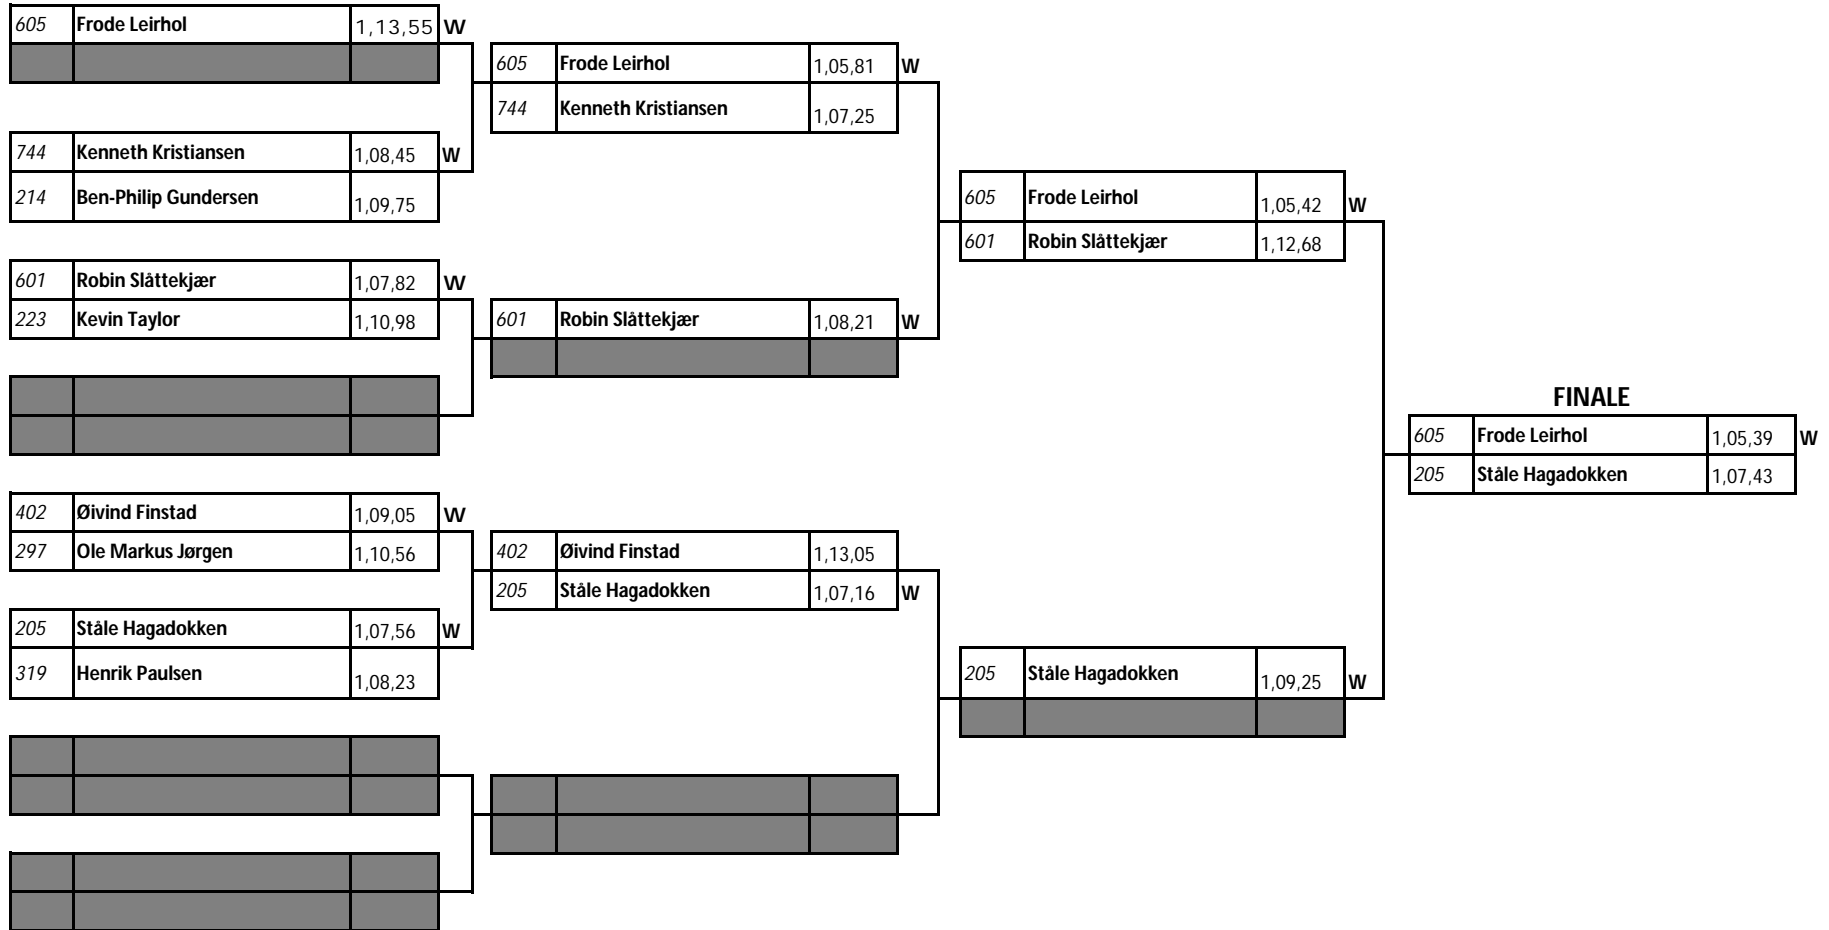 605 Frode Leirhol 1,13,55 W
744 Kenneth Kristiansen 1,08,45 W
214 Ben-Philip Gundersen 1,09,75
601 Robin Slåttekjær 1,07,82 W
223 Kevin Taylor 1,10,98
402 Øivind Finstad 1,09,05 W
297 Ole Markus Jørgen 1,10,56
205 Ståle Hagadokken 1,07,56 W
319 Henrik Paulsen 1,08,23
605 Frode Leirhol 1,05,81 W
744 Kenneth Kristiansen 1,07,25
601 Robin Slåttekjær 1,08,21 W
402 Øivind Finstad 1,13,05
205 Ståle Hagadokken 1,07,16 W
605 Frode Leirhol 1,05,42 W
601 Robin Slåttekjær 1,12,68
205 Ståle Hagadokken 1,09,25 W
FINALE
605 Frode Leirhol 1,05,39 W
205 Ståle Hagadokken 1,07,43